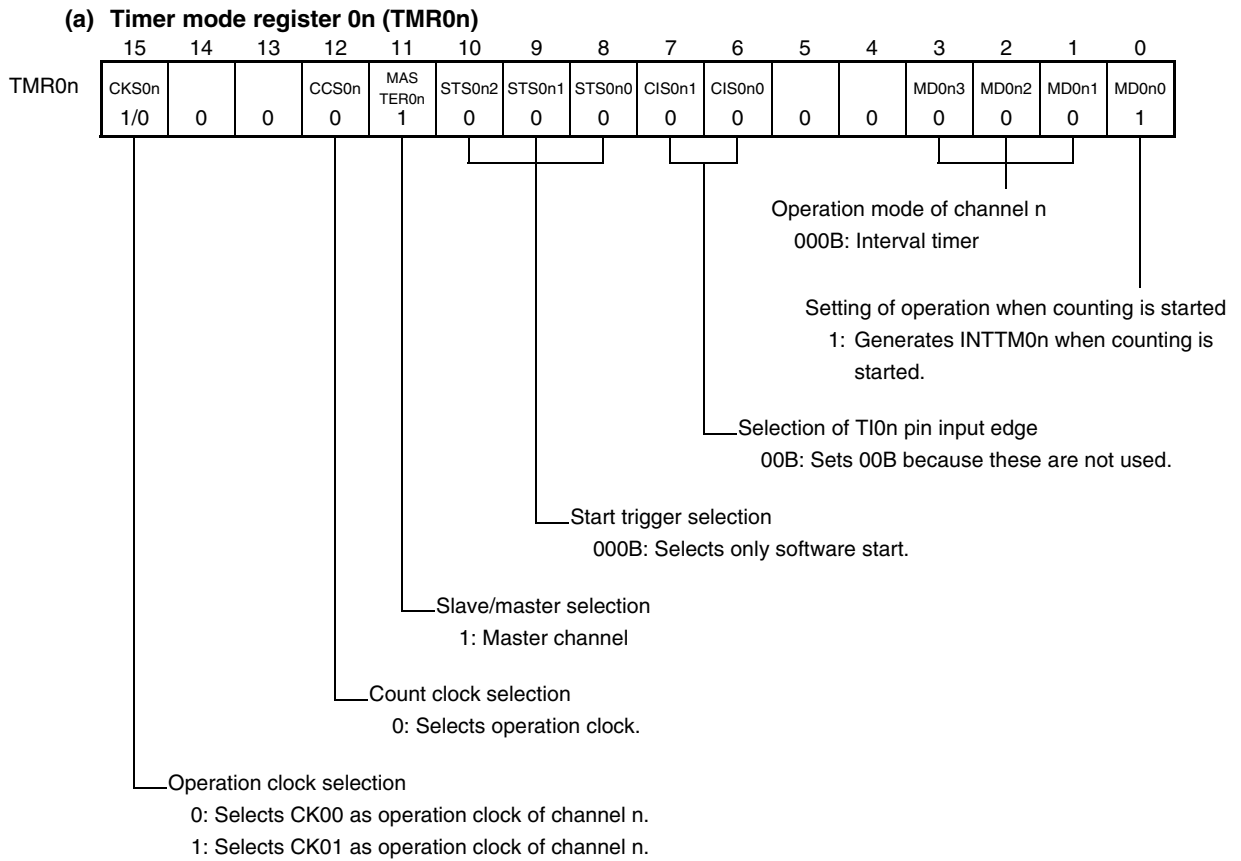 (a) Timer mode register 0n (TMR0n)
15 14 13 12 11 10 9 8 7 6 5 4 3 2 1 0
TMR0n CKS0n CCS0n MAS TER0n STS0n2 STS0n1 STS0n0 CIS0n1 CIS0n0 MD0n3 MD0n2 MD0n1 MD0n0
1/0 0 0 0 1 0 0 0 0 0 0 0 0 0 0 1
Operation mode of channel n
000B: Interval timer
Setting of operation when counting is started
1: Generates INTTM0n when counting is
started.
Selection of TI0n pin input edge
00B: Sets 00B because these are not used.
Start trigger selection
000B: Selects only software start.
Slave/master selection
1: Master channel
Count clock selection
0: Selects operation clock.
Operation clock selection
0: Selects CK00 as operation clock of channel n.
1: Selects CK01 as operation clock of channel n.